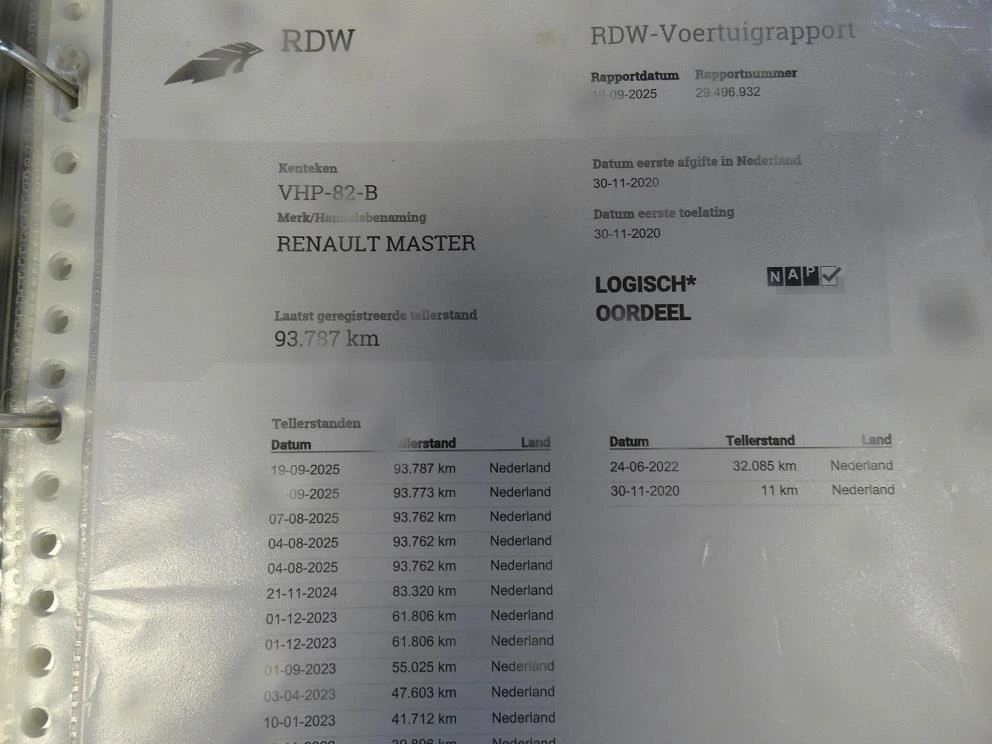 RDW
RDW-Voertuigrapport
Rapportdatum Rapportnummer
19-09-2025 29.496.932
Kenteken
VHP-82-B
Merk/Handelsbenaming
RENAULT MASTER
Laatst geregistreerde tellerstand
93.787 km
Datum eerste afgifte in Nederland
30-11-2020
Datum eerste toelating
30-11-2020
LOGISCH*
OORDEEL
NAP
Tellerstanden
Datum Tellerstand Land
19-09-2025 93.787 km Nederland
-09-2025 93.773 km Nederland
07-08-2025 93.762 km Nederland
04-08-2025 93.762 km Nederland
04-08-2025 93.762 km Nederland
21-11-2024 83.320 km Nederland
01-12-2023 61.806 km Nederland
01-12-2023 61.806 km Nederland
01-09-2023 55.025 km Nederland
03-04-2023 47.603 km Nederland
10-01-2023 41.712 km Nederland
km Nederland
Datum Tellerstand Land
24-06-2022 32.085 km Nederland
30-11-2020 11 km Nederland